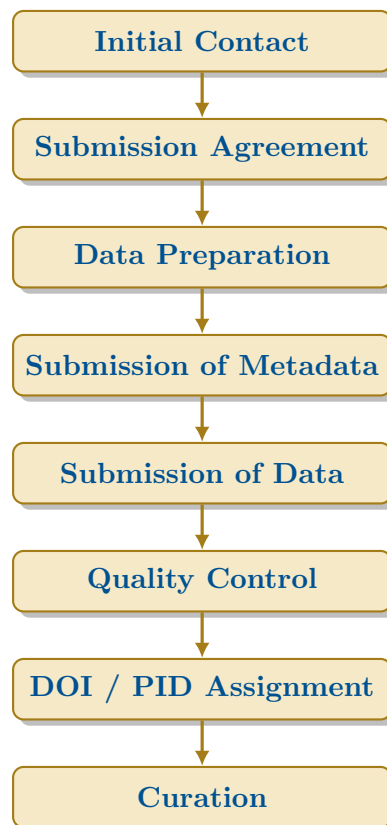 Initial Contact
Submission Agreement
Data Preparation
Submission of Metadata
Submission of Data
Quality Control
DOI / PID Assignment
Curation